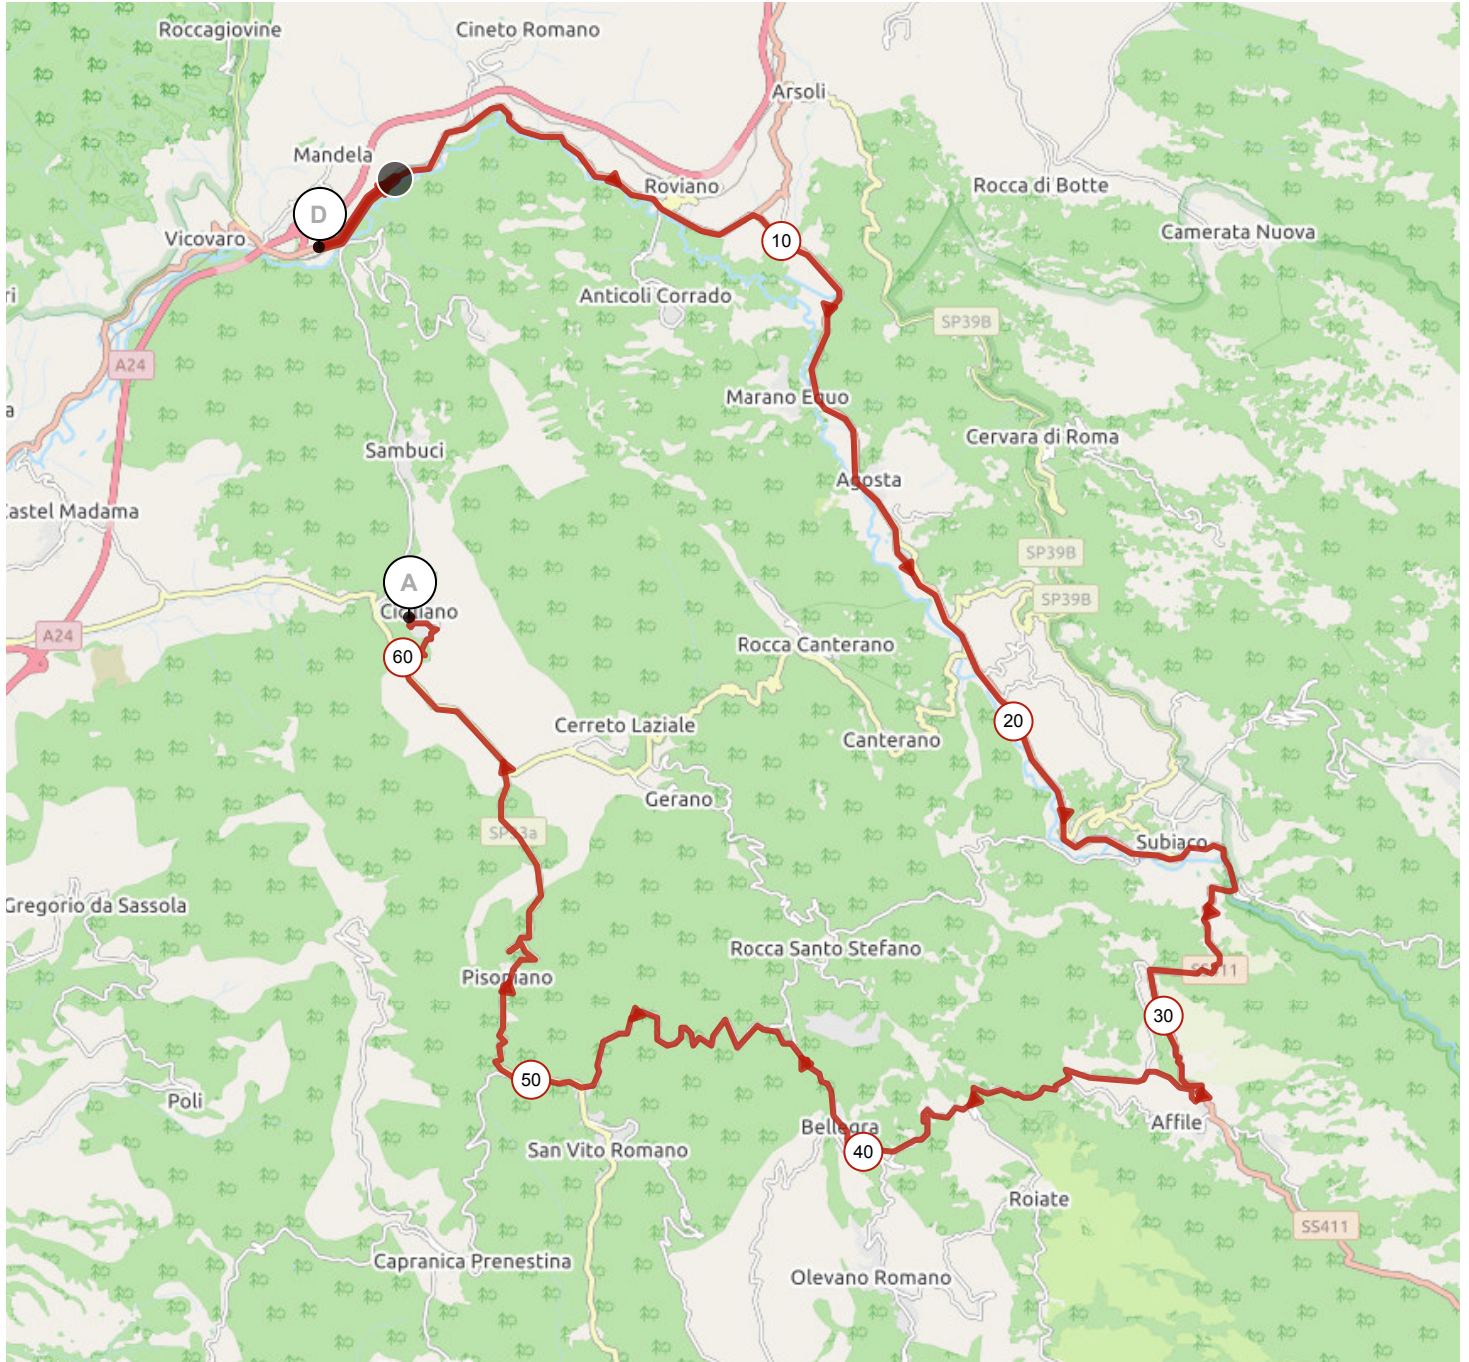 Roccagiovine
Cineto Romano
Arsoli
Mandela
Roviano
Rocca di Botte
D
Vicovaro
10
Camerata Nuova
ri
Anticoli Corrado
SP39B
A24
Marano Equo
a
Sambuci
Cervara di Roma
Agosta
Castel Madama
SP39B
A
SP39B
A24
60
Rocca Canterano
20
Cerreto Laziale
Canterano
Gerano
Subiaco
Gregorio da Sassola
Rocca Santo Stefano
Pisoniano
30
50
Poli
Bellegra
Affile
San Vito Romano
40
Roiate
SS411
Capranica Prenestina
Olevano Romano